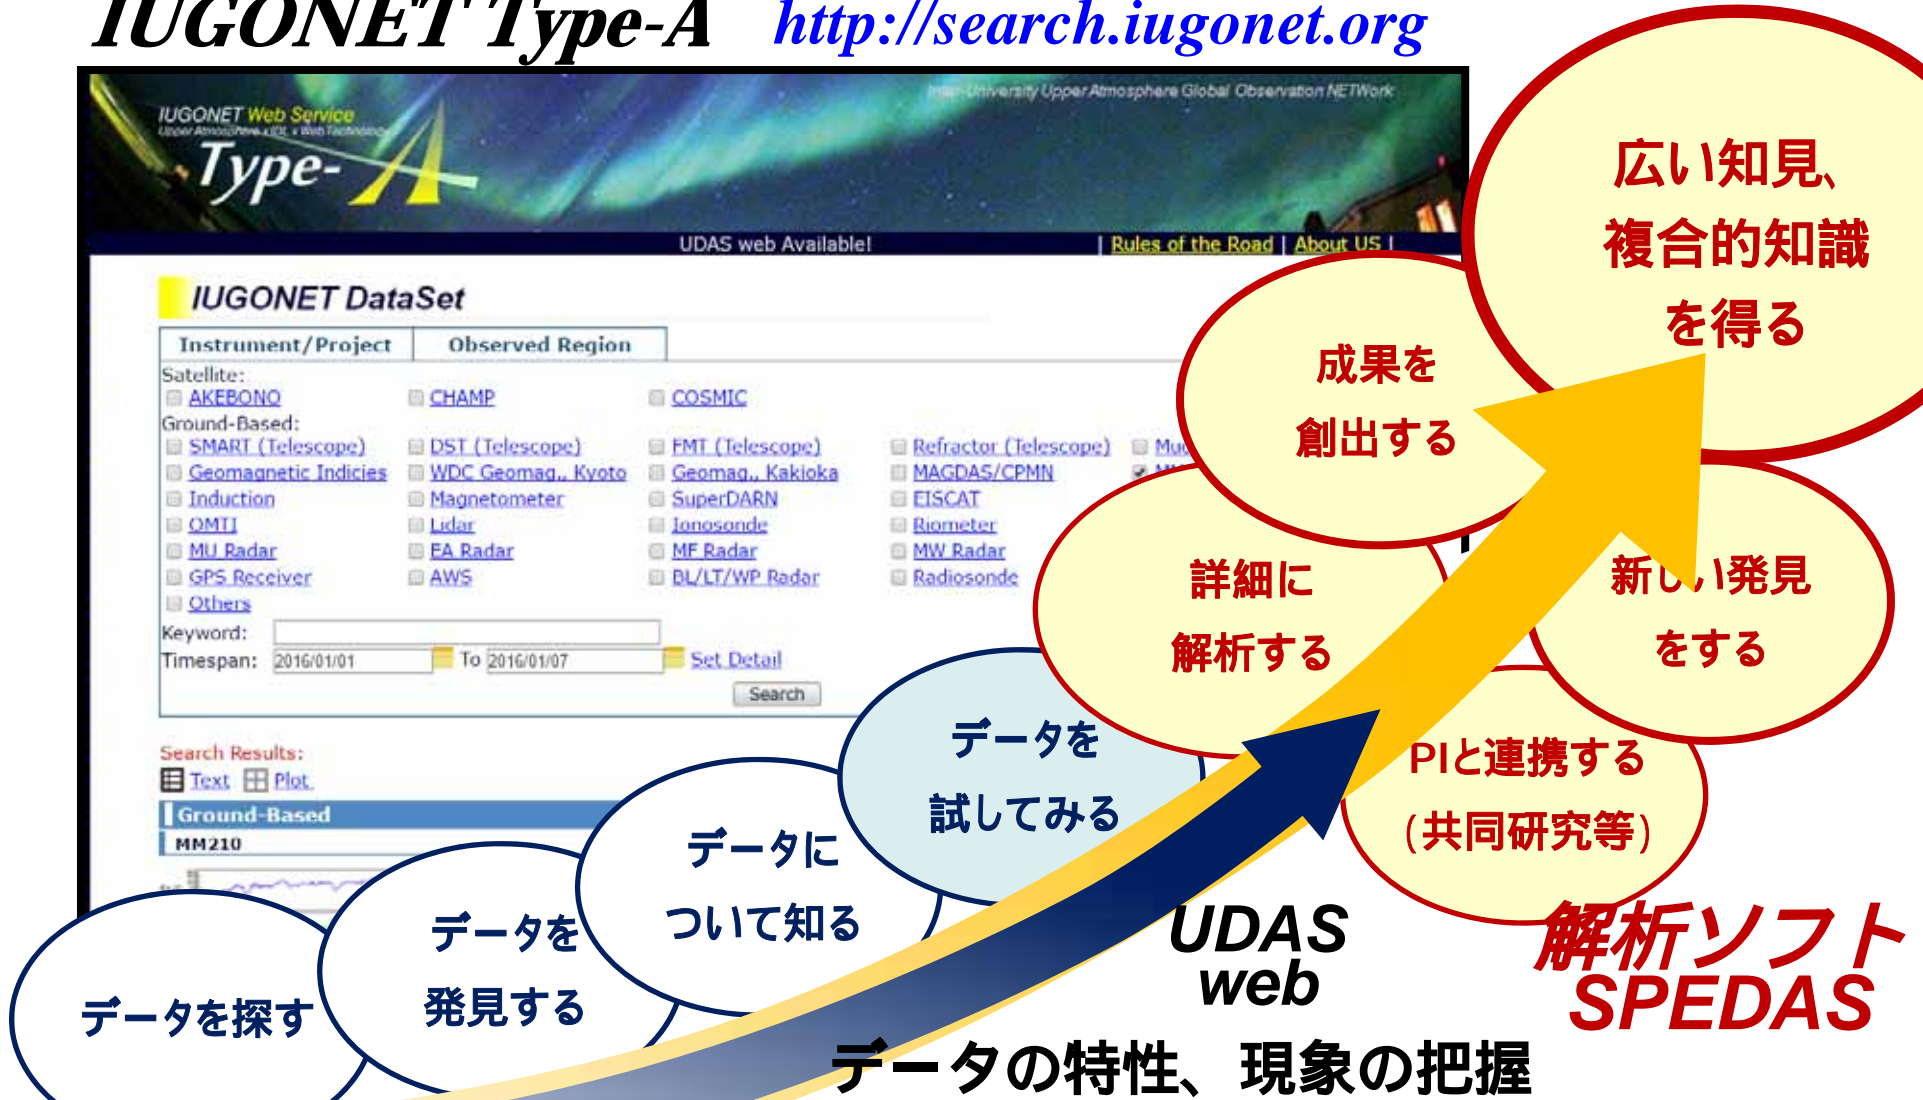 IUGONET Type-A http://search.iugonet.org
Inter-University Upper Atmosphere Global Observation NETWork
IUGONET Web Service
Upper Atmosphere x IDL x Web Technology
Type-A
UDAS web Available!
| Rules of the Road | About US |
IUGONET DataSet
Instrument/Project Observed Region
Satellite:
AKEBONO CHAMP COSMIC
Ground-Based:
SMART (Telescope) DST (Telescope) FMT (Telescope) Refractor (Telescope)
Geomagnetic Indicies WDC Geomag., Kyoto Geomag., Kakioka MAGDAS/CPMN
Induction Magnetometer SuperDARN EISCAT
OMTI Lidar Ionosonde Riometer
MU Radar EA Radar MF Radar MW Radar
GPS Receiver AWS BL/LT/WP Radar Radiosonde
Others
Keyword:
Timespan: 2016/01/01 To 2016/01/07 Set Detail
Search
Search Results:
Text Plot
Ground-Based
MM210
データを探す
データを
発見する
データに
ついて知る
データを
試してみる
詳細に
解析する
成果を
創出する
広い知見、
複合的知識
を得る
新しい発見
をする
PIと連携する
(共同研究等)
UDAS
web
解析ソフト
SPEDAS
データの特性、現象の把握